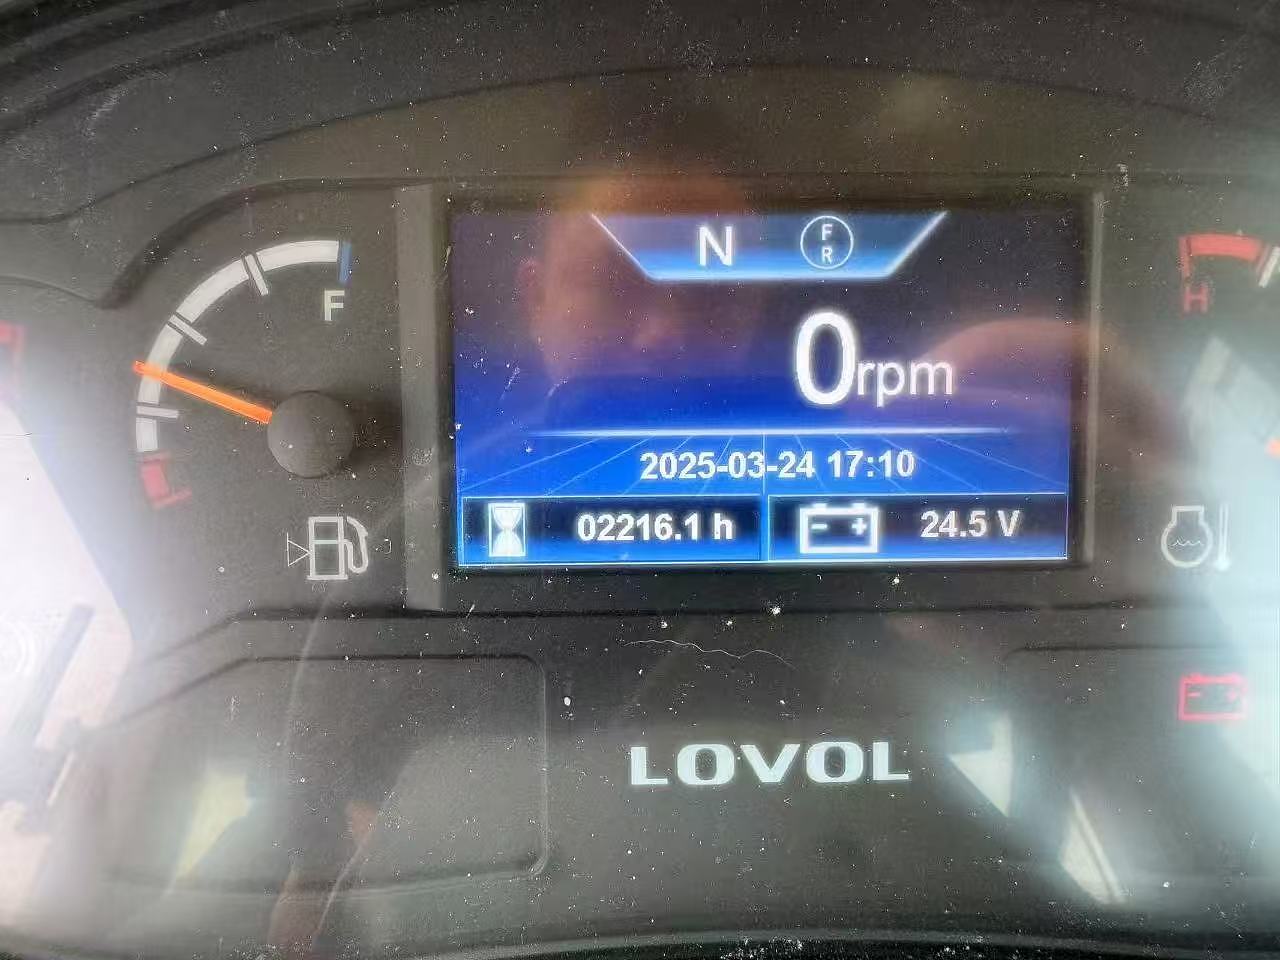 N
F
R
F
H
0rpm
2025-03-24 17:10
02216.1 h
24.5 V
LOVOL